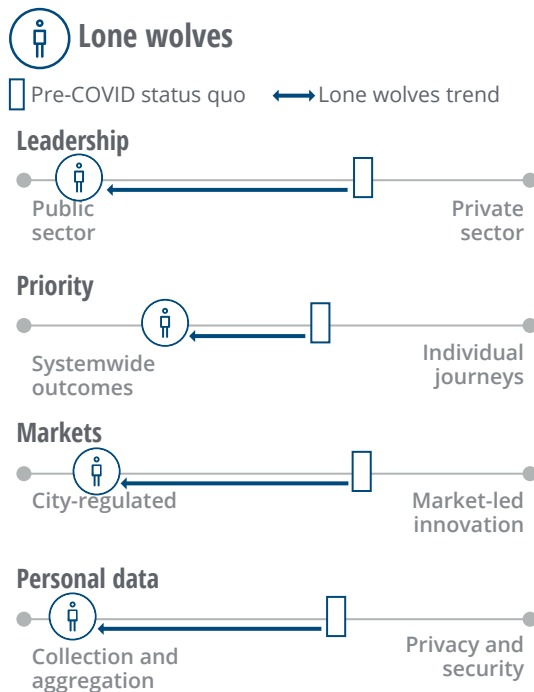 Lone wolves
Pre-COVID status quo
Lone wolves trend
Leadership
Public
sector
Private
sector
Priority
Systemwide
outcomes
Individual
journeys
Markets
City-regulated
Market-led
innovation
Personal data
Collection and
aggregation
Privacy and
security